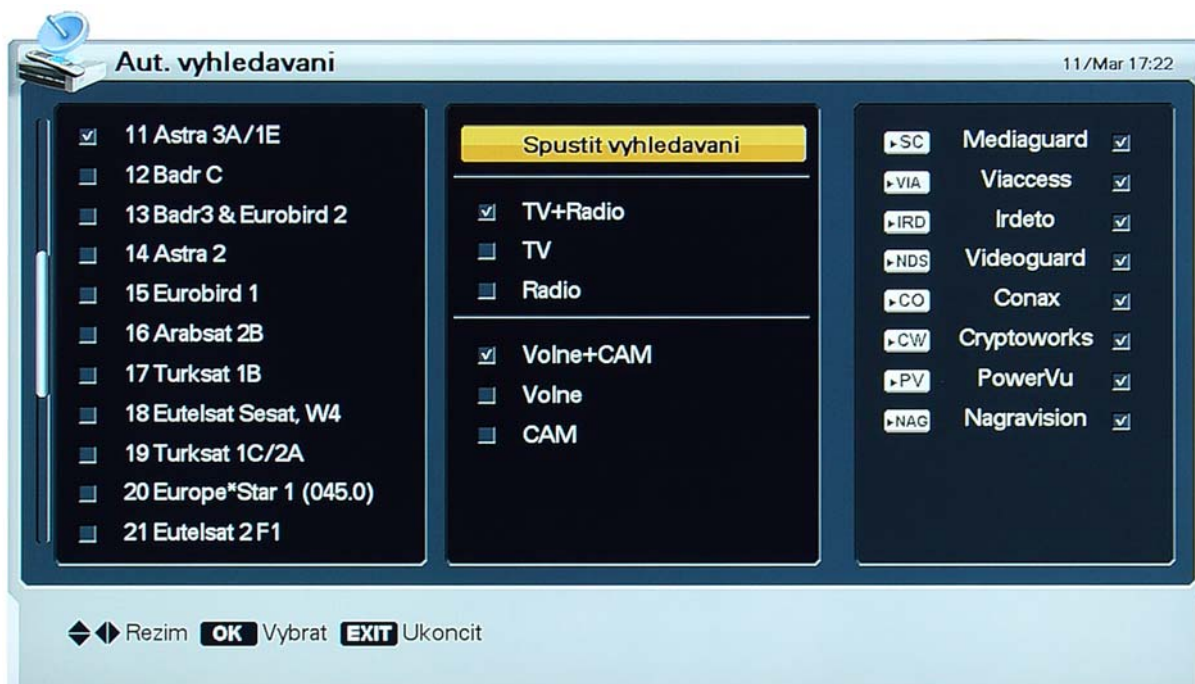 Aut. vyhledavani
11/Mar 17:22
11 Astra 3A/1E
12 Badr C
13 Badr3 & Eurobird 2
14 Astra 2
15 Eurobird 1
16 Arabsat 2B
17 Turksat 1B
18 Eutelsat Sesat, W4
19 Turksat 1C/2A
20 Europe*Star 1 (045.0)
21 Eutelsat 2 F1
Spustit vyhledavani
TV+Radio
TV
Radio
Volne+CAM
Volne
CAM
SC Mediaguard
VIA Viaccess
IRD Irdeto
NDS Videoguard
CO Conax
CW Cryptoworks
PV PowerVu
NAG Nagravision
Rezim OK Vybrat EXIT Ukoncit